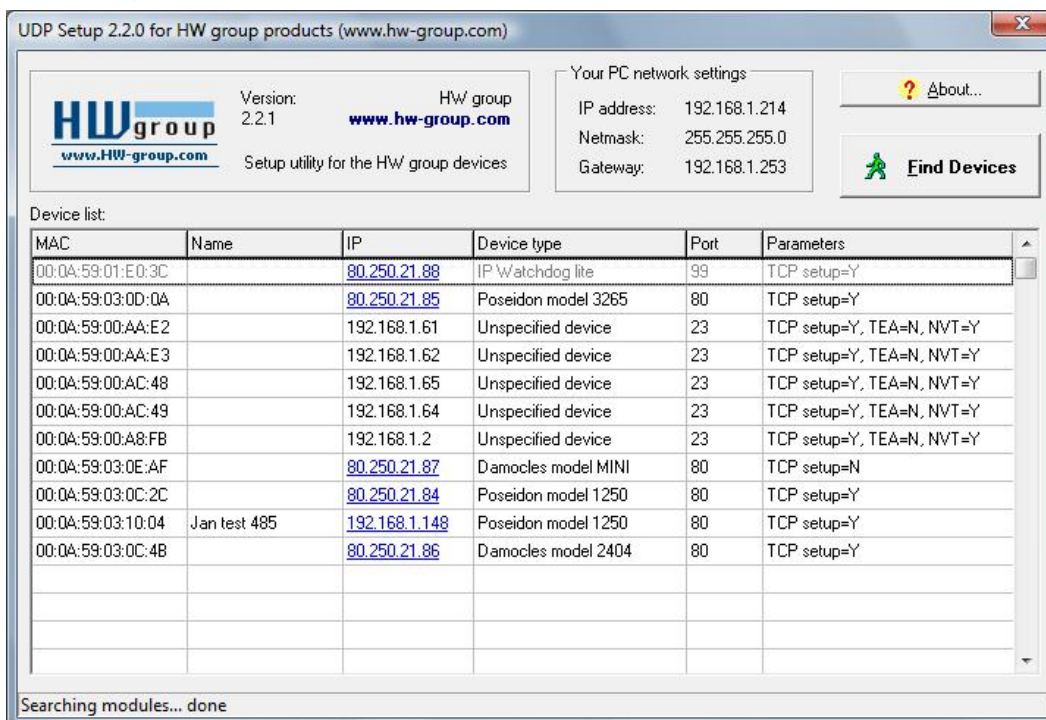 UDP Setup 2.2.0 for HW group products (www.hw-group.com)
HW group
www.HW-group.com
Version: HW group
2.2.1 www.hw-group.com
Setup utility for the HW group devices
Your PC network settings
IP address: 192.168.1.214
Netmask: 255.255.255.0
Gateway: 192.168.1.253
? About...
Find Devices
Device list:
MAC Name IP Device type Port Parameters
00:0A:59:01:E0:3C 80.250.21.88 IP Watchdog lite 99 TCP setup=Y
00:0A:59:03:0D:0A 80.250.21.85 Poseidon model 3265 80 TCP setup=Y
00:0A:59:00:AA:E2 192.168.1.61 Unspecified device 23 TCP setup=Y, TEA=N, NVT=Y
00:0A:59:00:AA:E3 192.168.1.62 Unspecified device 23 TCP setup=Y, TEA=N, NVT=Y
00:0A:59:00:AC:48 192.168.1.65 Unspecified device 23 TCP setup=Y, TEA=N, NVT=Y
00:0A:59:00:AC:49 192.168.1.64 Unspecified device 23 TCP setup=Y, TEA=N, NVT=Y
00:0A:59:00:A8:FB 192.168.1.2 Unspecified device 23 TCP setup=Y, TEA=N, NVT=Y
00:0A:59:03:0E:AF 80.250.21.87 Damocles model MINI 80 TCP setup=N
00:0A:59:03:0C:2C 80.250.21.84 Poseidon model 1250 80 TCP setup=Y
00:0A:59:03:10:04 Jan test 485 192.168.1.148 Poseidon model 1250 80 TCP setup=Y
00:0A:59:03:0C:4B 80.250.21.86 Damocles model 2404 80 TCP setup=Y
Searching modules... done